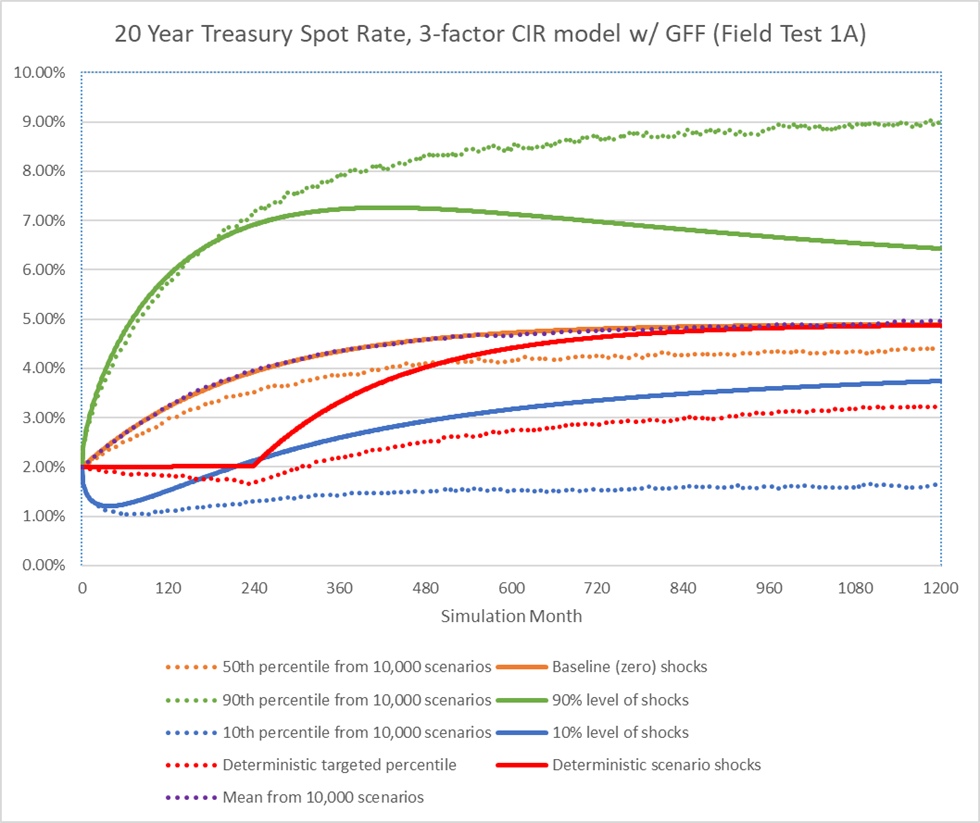 20 Year Treasury Spot Rate, 3-factor CIR model w/ GFF (Field Test 1A)
10.00%
9.00%
8.00%
7.00%
6.00%
5.00%
4.00%
3.00%
2.00%
1.00%
0.00%
0 120 240 360 480 600 720 840 960 1080 1200
Simulation Month
50th percentile from 10,000 scenarios Baseline (zero) shocks
90th percentile from 10,000 scenarios 90% level of shocks
10th percentile from 10,000 scenarios 10% level of shocks
Deterministic targeted percentile Deterministic scenario shocks
Mean from 10,000 scenarios